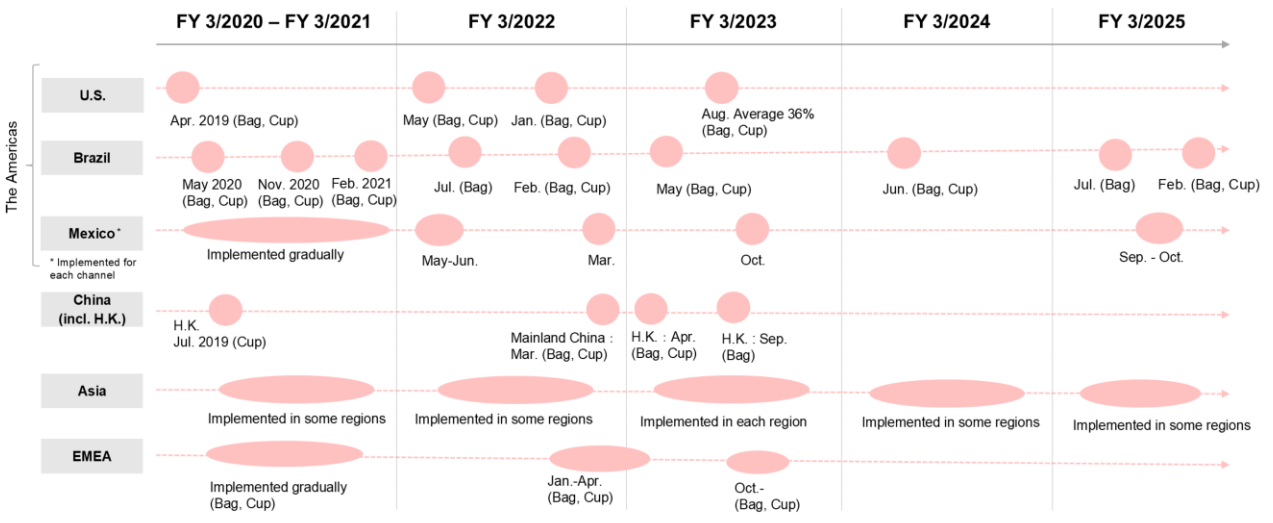 FY 3/2020 – FY 3/2021
FY 3/2022
FY 3/2023
FY 3/2024
FY 3/2025
The Americas
U.S.
Apr. 2019 (Bag, Cup)
May (Bag, Cup)
Jan. (Bag, Cup)
Aug. Average 36%
(Bag, Cup)
Brazil
May 2020
(Bag, Cup)
Nov. 2020
(Bag, Cup)
Feb. 2021
(Bag, Cup)
Jul. (Bag)
Feb. (Bag, Cup)
May (Bag, Cup)
Jun. (Bag, Cup)
Jul. (Bag)
Feb. (Bag, Cup)
Mexico*
* Implemented for
each channel
Implemented gradually
May-Jun.
Mar.
Oct.
Sep. - Oct.
China
(incl. H.K.)
H.K.
Jul. 2019 (Cup)
Mainland China :
Mar. (Bag, Cup)
H.K. : Apr.
(Bag, Cup)
H.K. : Sep.
(Bag)
Asia
Implemented in some regions
Implemented in some regions
Implemented in each region
Implemented in some regions
Implemented in some regions
EMEA
Implemented gradually
(Bag, Cup)
Jan.-Apr.
(Bag, Cup)
Oct.-
(Bag, Cup)